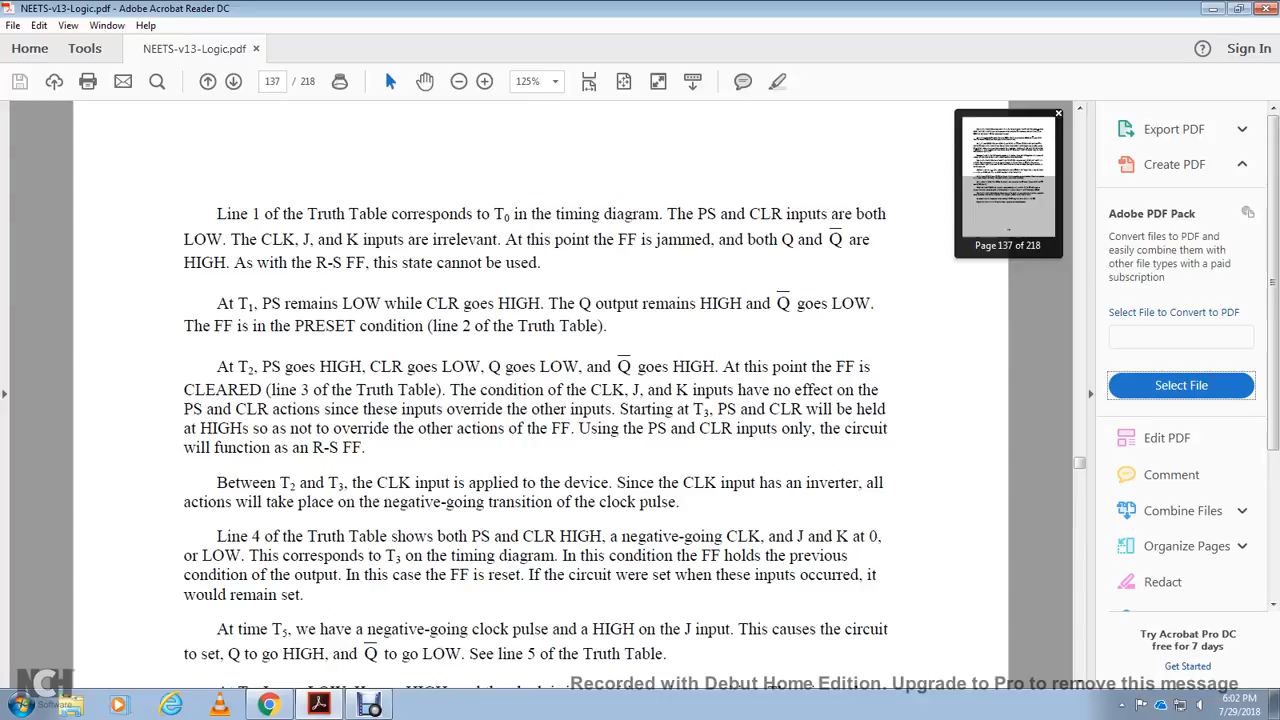 NEETS-v13-Logic.pdf - Adobe Acrobat Reader DC
File Edit View Window Help
Home Tools NEETS-v13-Logic.pdf × Sign In
137 / 218 125%
Line 1 of the Truth Table corresponds to T0 in the timing diagram. The PS and CLR inputs are both
LOW. The CLK, J, and K inputs are irrelevant. At this point the FF is jammed, and both Q and Q̅ are
HIGH. As with the R-S FF, this state cannot be used.
At T1, PS remains LOW while CLR goes HIGH. The Q output remains HIGH and Q̅ goes LOW.
The FF is in the PRESET condition (line 2 of the Truth Table).
At T2, PS goes HIGH, CLR goes LOW, Q goes LOW, and Q̅ goes HIGH. At this point the FF is
CLEARED (line 3 of the Truth Table). The condition of the CLK, J, and K inputs have no effect on the
PS and CLR actions since these inputs override the other inputs. Starting at T3, PS and CLR will be held
at HIGHs so as not to override the other actions of the FF. Using the PS and CLR inputs only, the circuit
will function as an R-S FF.
Between T2 and T3, the CLK input is applied to the device. Since the CLK input has an inverter, all
actions will take place on the negative-going transition of the clock pulse.
Line 4 of the Truth Table shows both PS and CLR HIGH, a negative-going CLK, and J and K at 0,
or LOW. This corresponds to T3 on the timing diagram. In this condition the FF holds the previous
condition of the output. In this case the FF is reset. If the circuit were set when these inputs occurred, it
would remain set.
At time T5, we have a negative-going clock pulse and a HIGH on the J input. This causes the circuit
to set, Q to go HIGH, and Q̅ to go LOW. See line 5 of the Truth Table.
Page 137 of 218
Export PDF
Create PDF
Adobe PDF Pack
Convert files to PDF and
easily combine them with
other file types with a paid
subscription
Select File to Convert to PDF
Select File
Edit PDF
Comment
Combine Files
Organize Pages
Redact
Try Acrobat Pro DC
free for 7 days
Get Started
NCH
Software
Recorded with Debut Home Edition. Upgrade to Pro to remove this message
6:02 PM
7/29/2018